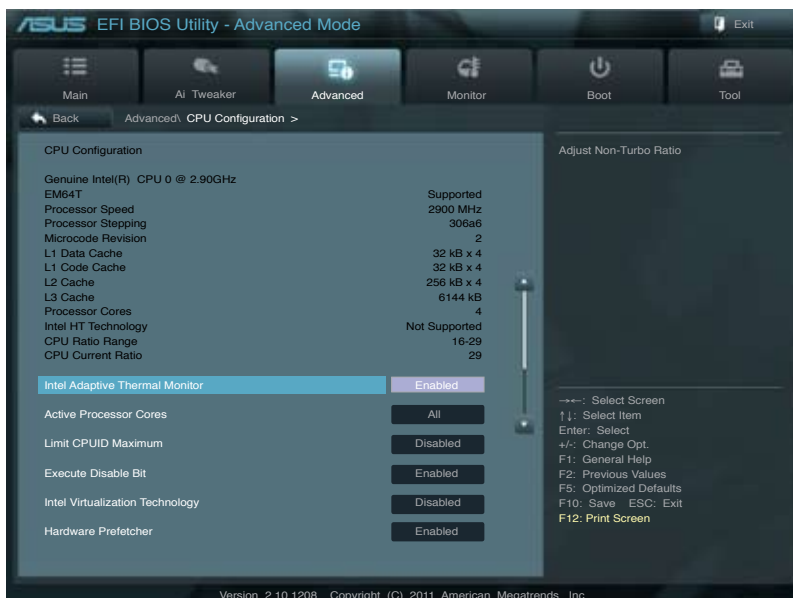 ASUS EFI BIOS Utility - Advanced Mode
Exit
Main
Ai Tweaker
Advanced
Monitor
Boot
Tool
Back
Advanced\ CPU Configuration >
CPU Configuration
Genuine Intel(R) CPU 0 @ 2.90GHz
EM64T Supported
Processor Speed 2900 MHz
Processor Stepping 306a6
Microcode Revision 2
L1 Data Cache 32 kB x 4
L1 Code Cache 32 kB x 4
L2 Cache 256 kB x 4
L3 Cache 6144 kB
Processor Cores 4
Intel HT Technology Not Supported
CPU Ratio Range 16-29
CPU Current Ratio 29
Intel Adaptive Thermal Monitor Enabled
Active Processor Cores All
Limit CPUID Maximum Disabled
Execute Disable Bit Enabled
Intel Virtualization Technology Disabled
Hardware Prefetcher Enabled
Adjust Non-Turbo Ratio
→←: Select Screen
↑↓: Select Item
Enter: Select
+/-: Change Opt.
F1: General Help
F2: Previous Values
F5: Optimized Defaults
F10: Save ESC: Exit
F12: Print Screen
Version 2.10.1208 Copyright (C) 2011 American Megatrends, Inc.